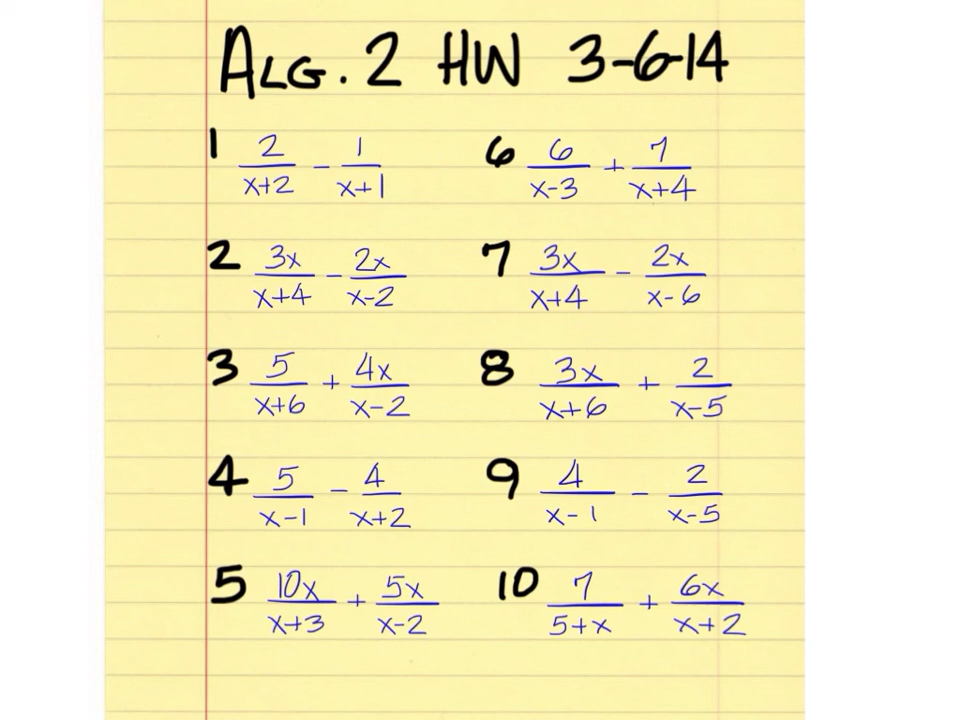 ALG. 2 HW 3-6-14
1 2/(x+2) - 1/(x+1)
6 6/(x-3) + 7/(x+4)
2 3x/(x+4) - 2x/(x-2)
7 3x/(x+4) - 2x/(x-6)
3 5/(x+6) + 4x/(x-2)
8 3x/(x+6) + 2/(x-5)
4 5/(x-1) - 4/(x+2)
9 4/(x-1) - 2/(x-5)
5 10x/(x+3) + 5x/(x-2)
10 7/(5+x) + 6x/(x+2)